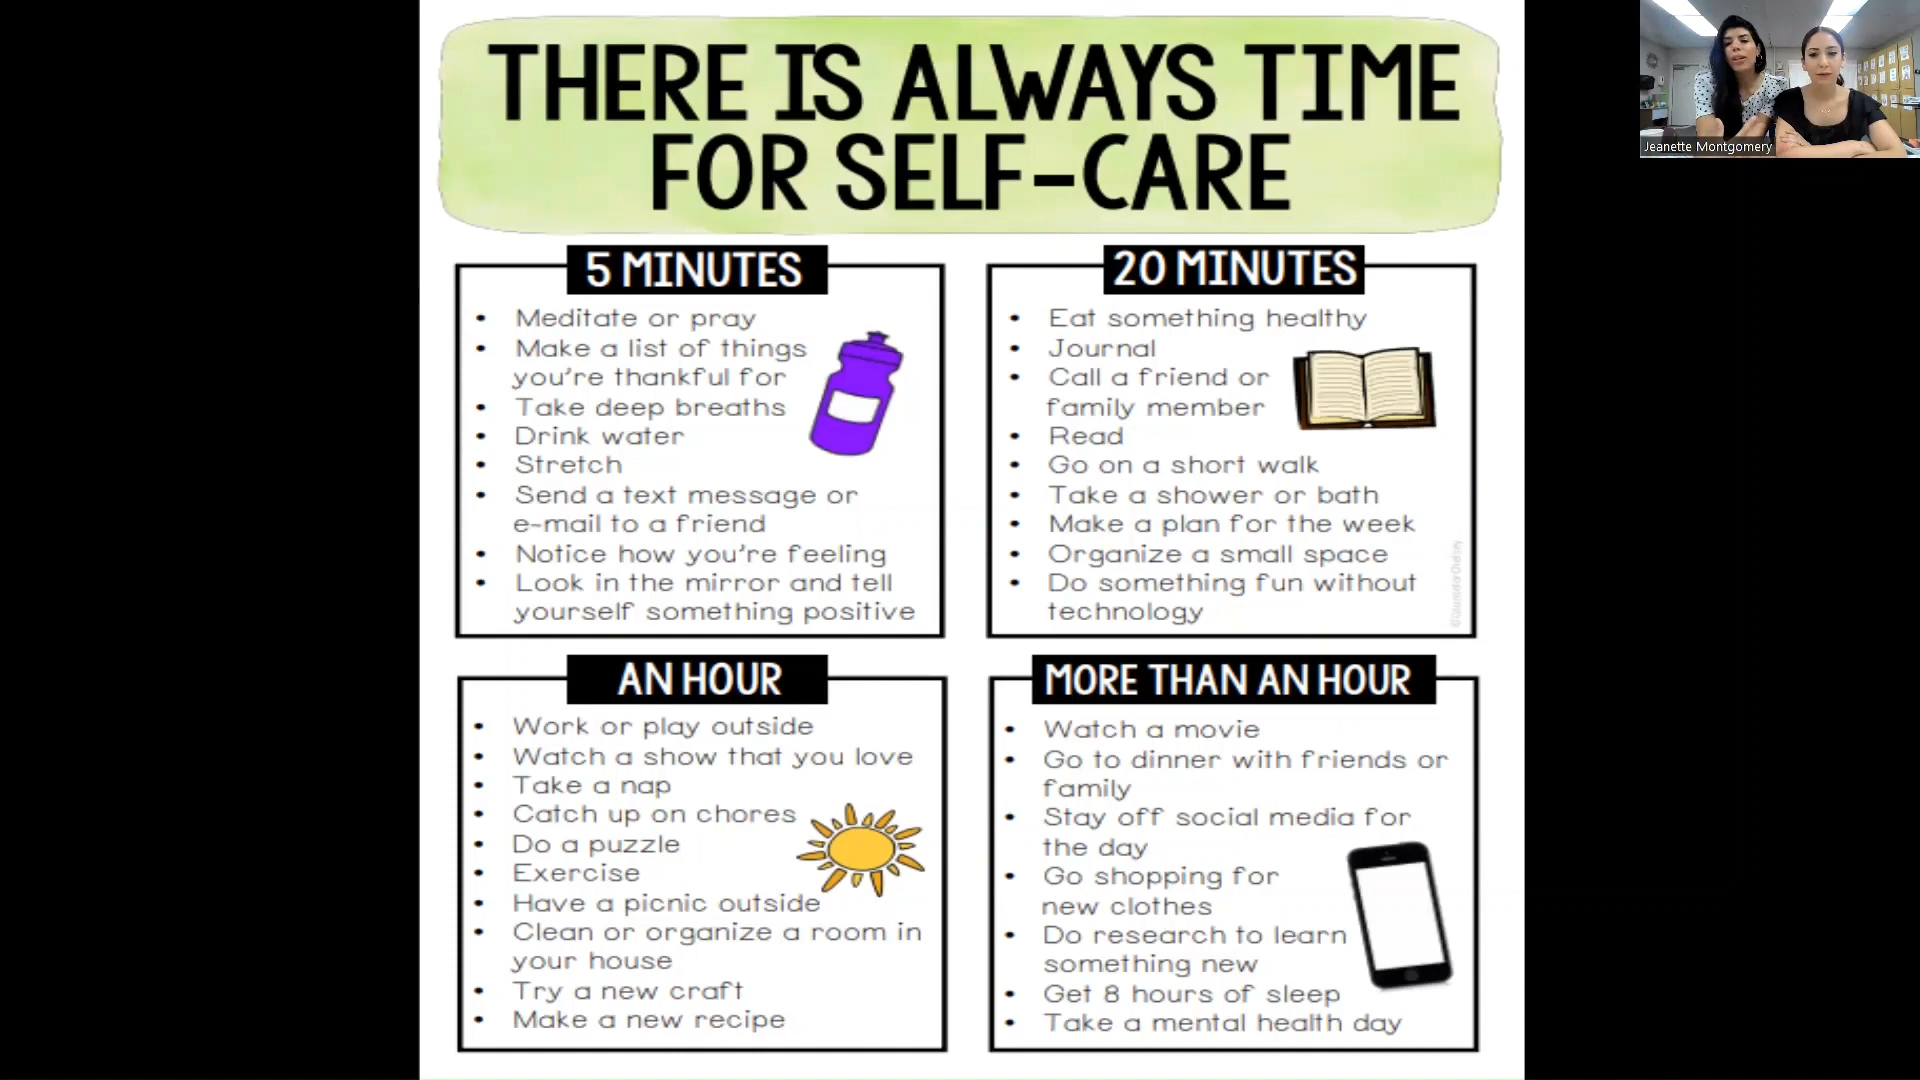 THERE IS ALWAYS TIME
FOR SELF-CARE
5 MINUTES
• Meditate or pray
• Make a list of things
you're thankful for
• Take deep breaths
• Drink water
• Stretch
• Send a text message or
e-mail to a friend
• Notice how you're feeling
• Look in the mirror and tell
yourself something positive
20 MINUTES
• Eat something healthy
• Journal
• Call a friend or
family member
• Read
• Go on a short walk
• Take a shower or bath
• Make a plan for the week
• Organize a small space
• Do something fun without
technology
©CounselorChelsey
AN HOUR
• Work or play outside
• Watch a show that you love
• Take a nap
• Catch up on chores
• Do a puzzle
• Exercise
• Have a picnic outside
• Clean or organize a room in
your house
• Try a new craft
• Make a new recipe
MORE THAN AN HOUR
• Watch a movie
• Go to dinner with friends or
family
• Stay off social media for
the day
• Go shopping for
new clothes
• Do research to learn
something new
• Get 8 hours of sleep
• Take a mental health day
Jeanette Montgomery